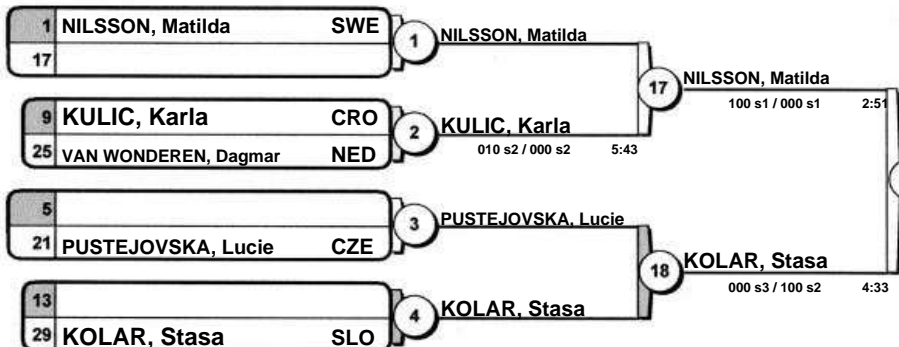 1 NILSSON, Matilda SWE
17
1 NILSSON, Matilda
9 KULIC, Karla CRO
25 VAN WONDEREN, Dagmar NED
2 KULIC, Karla
010 s2 / 000 s2 5:43
17 NILSSON, Matilda
100 s1 / 000 s1 2:51
5
21 PUSTEJOVSKA, Lucie CZE
3 PUSTEJOVSKA, Lucie
13
29 KOLAR, Stasa SLO
4 KOLAR, Stasa
18 KOLAR, Stasa
000 s3 / 100 s2 4:33